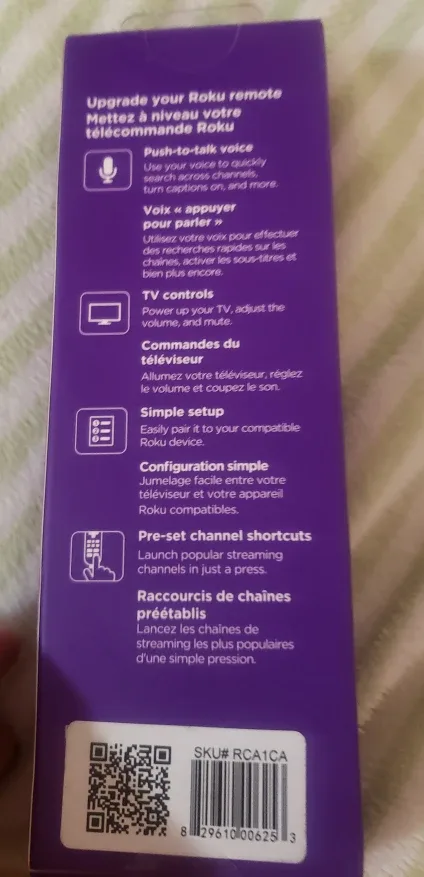 Upgrade your Roku remote
Mettez à niveau votre
télécommande Roku
Push-to-talk voice
Use your voice to quickly
search across channels,
turn captions on, and more.
Voix « appuyer
pour parler »
Utilisez votre voix pour effectuer
des recherches rapides sur les
chaînes, activer les sous-titres et
bien plus encore.
TV controls
Power up your TV, adjust the
volume, and mute.
Commandes du
téléviseur
Allumez votre téléviseur, réglez
le volume et coupez le son.
Simple setup
Easily pair it to your compatible
Roku device.
Configuration simple
Jumelage facile entre votre
téléviseur et votre appareil
Roku compatibles.
Pre-set channel shortcuts
Launch popular streaming
channels in just a press.
Raccourcis de chaînes
préétablis
Lancez les chaînes de
streaming les plus populaires
d'une simple pression.
SKU# RCA1CA
8 29610 00625 3